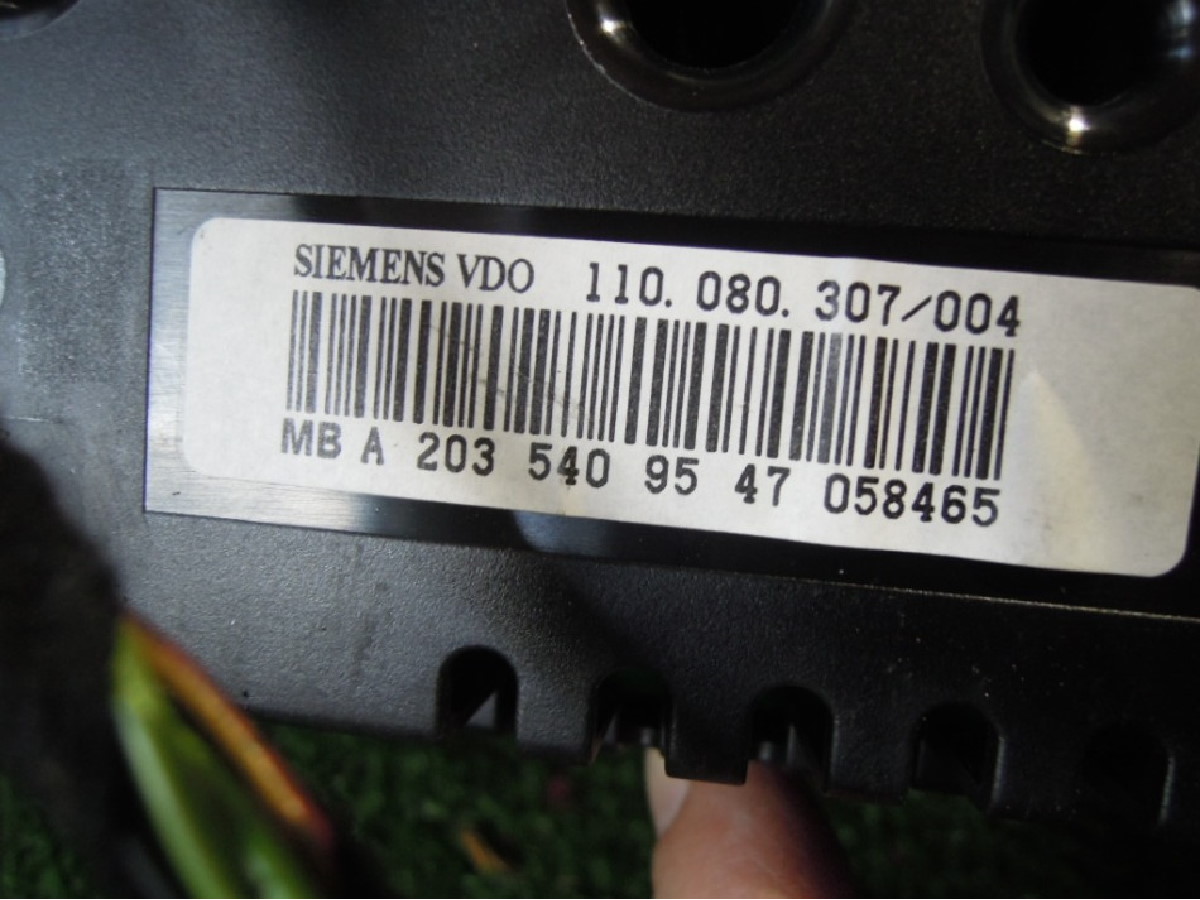 SIEMENS VDO 110. 080. 307/004
MB A 203 540 95 47 058465